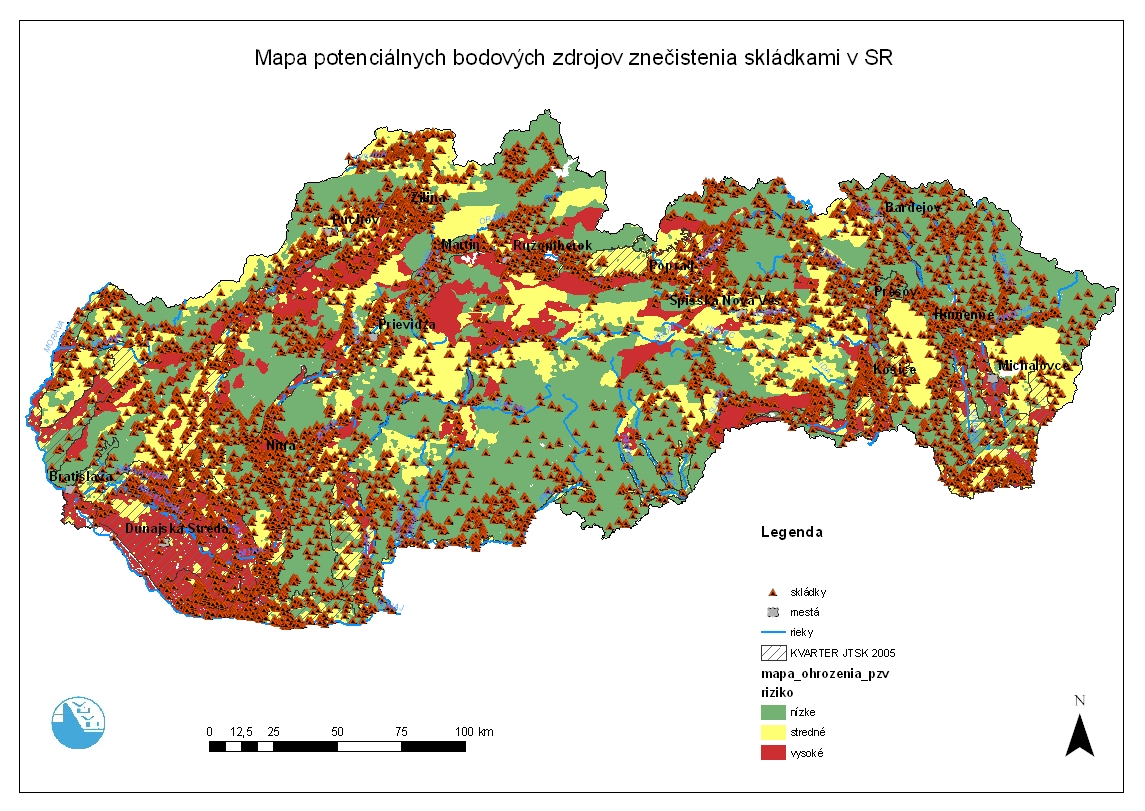 Mapa potenciálnych bodových zdrojov znečistenia skládkami v SR
Bardejov
Žilina
Púchov
ORAVA
Martin
Ružomberok
Poprad
Prešov
Spišská Nová Ves
Humenné
MORAVA
Prievidza
Košice
Michalovce
Nitra
Bratislava
Dunajská Streda
Legenda
skládky
mestá
rieky
KVARTER JTSK 2005
mapa_ohrozenia_pzv
riziko
nízke
stredné
vysoké
N
0 12,5 25 50 75 100 km